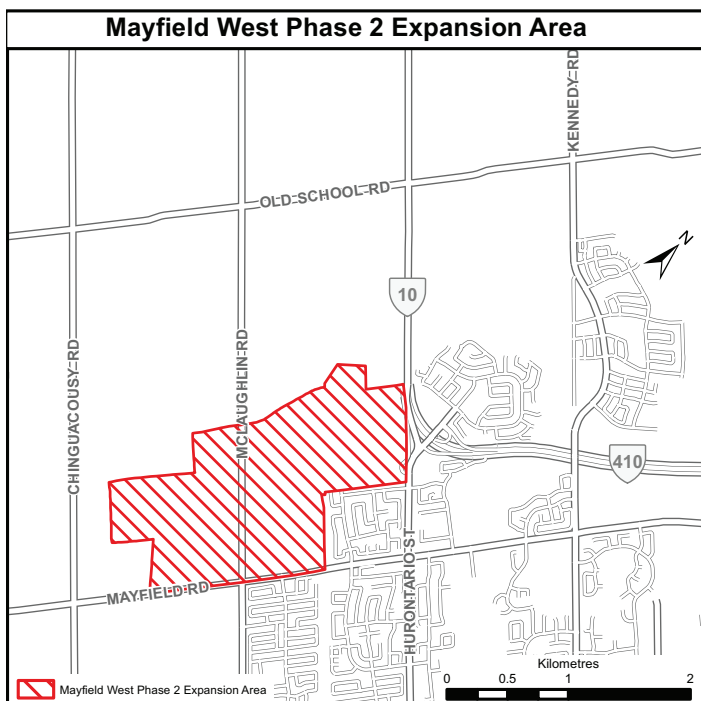 Mayfield West Phase 2 Expansion Area
KENNEDY RD
OLD SCHOOL RD
N
10
CHINGUACOUSY RD
MCLAUGHLIN RD
410
HURONTARIO ST
MAYFIELD RD
Kilometres
0 0.5 1 2
Mayfield West Phase 2 Expansion Area